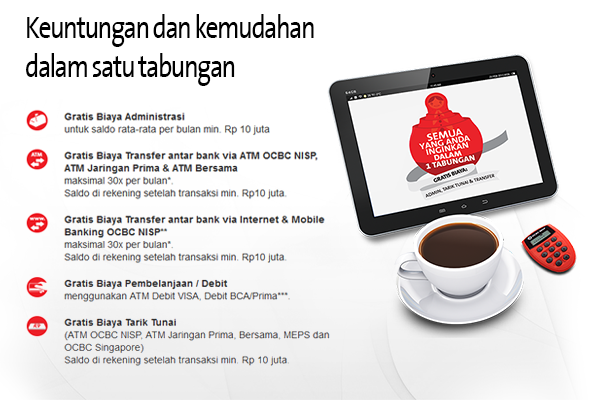 Keuntungan dan kemudahan
dalam satu tabungan
Gratis Biaya Administrasi
untuk saldo rata-rata per bulan min. Rp 10 juta
ATM
Gratis Biaya Transfer antar bank via ATM OCBC NISP,
ATM Jaringan Prima & ATM Bersama
maksimal 30x per bulan*.
Saldo di rekening setelah transaksi min. Rp10 juta.
www
Gratis Biaya Transfer antar bank via Internet & Mobile
Banking OCBC NISP**
maksimal 30x per bulan*.
Saldo di rekening setelah transaksi min. Rp10 juta.
Gratis Biaya Pembelanjaan / Debit
menggunakan ATM Debit VISA, Debit BCA/Prima***.
Gratis Biaya Tarik Tunai
(ATM OCBC NISP, ATM Jaringan Prima, Bersama, MEPS dan
OCBC Singapore)
Saldo di rekening setelah transaksi min. Rp 10 juta.
SEMUA
YANG ANDA
INGINKAN
DALAM
1 TABUNGAN
GRATIS BIAYA:
ADMIN, TARIK TUNAI & TRANSFER